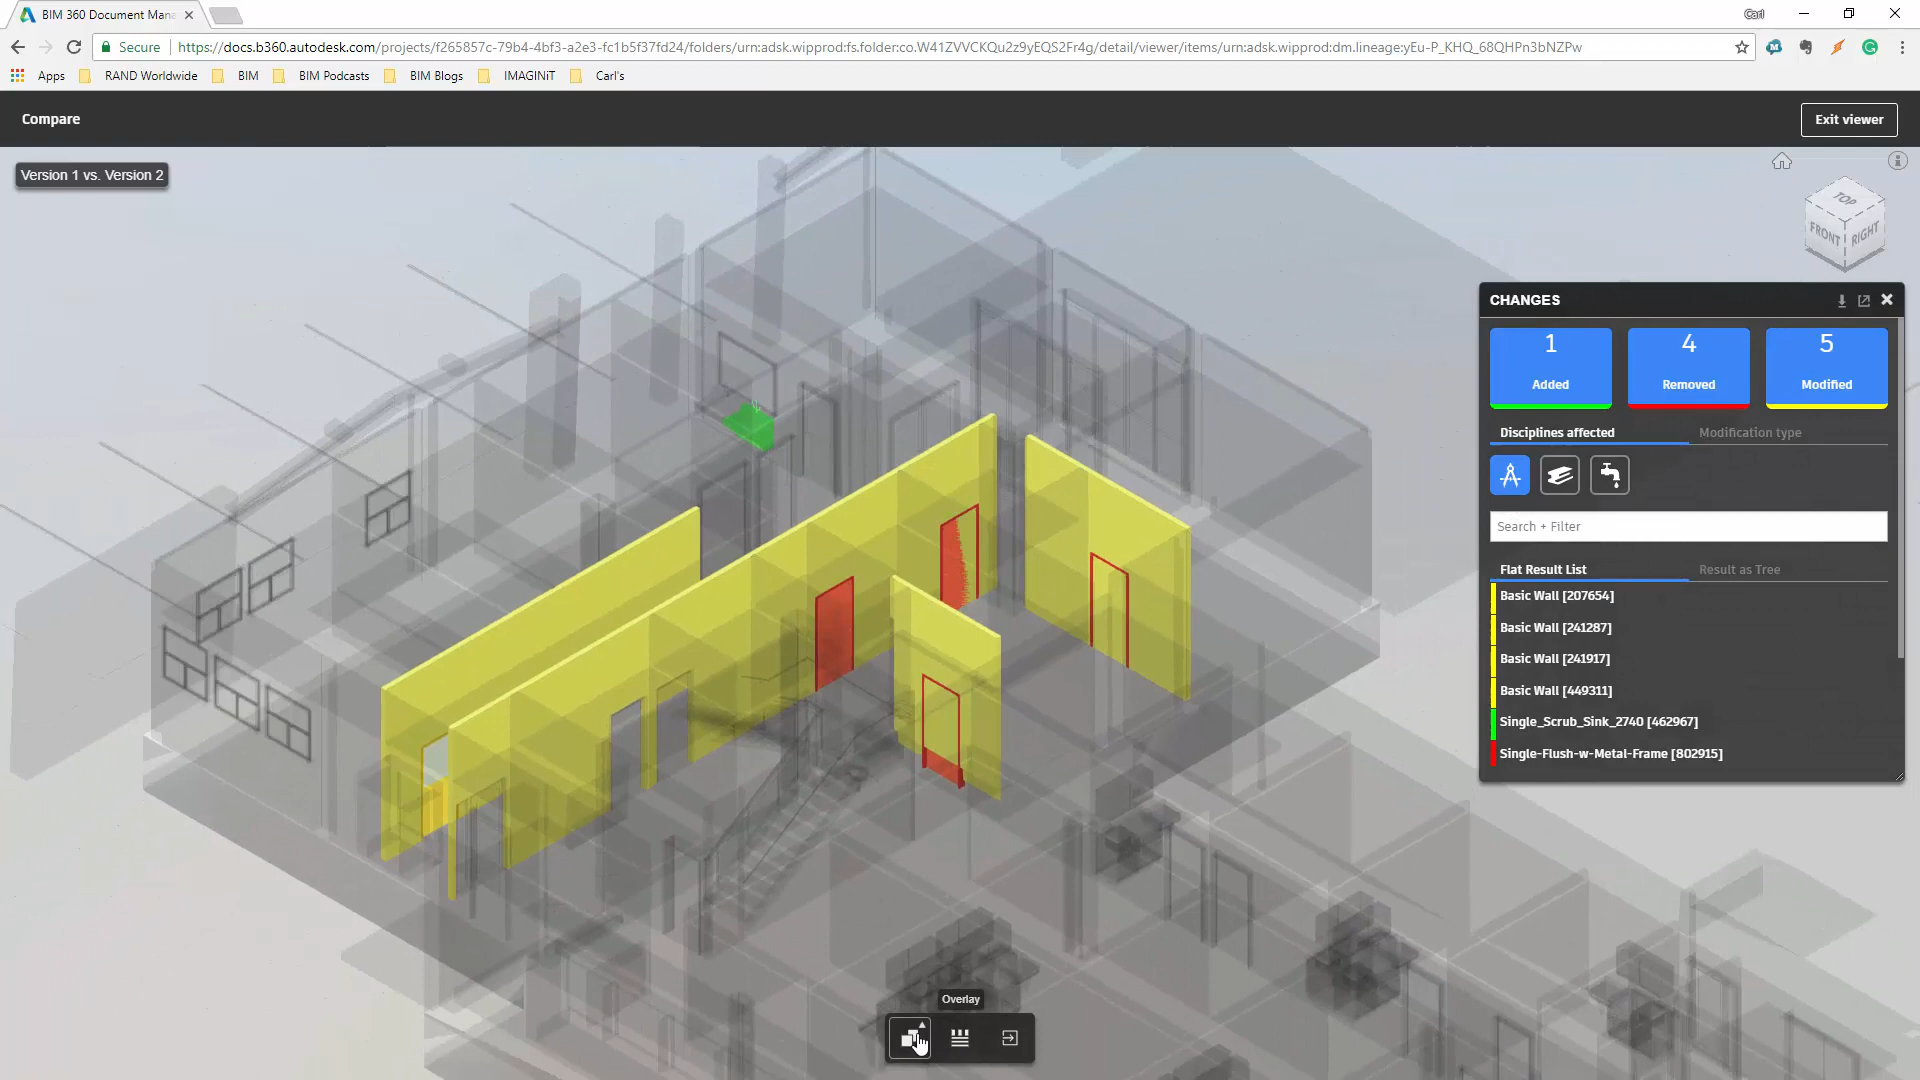 BIM 360 Document Mana
Carl
Secure
https://docs.b360.autodesk.com/projects/f265857c-79b4-4bf3-a2e3-fc1b5f37fd24/folders/urn:adsk.wipprod:fs.folder:co.W41ZVVCKQu2z9yEQS2Fr4g/detail/viewer/items/urn:adsk.wipprod:dm.lineage:yEu-P_KHQ_68QHPn3bNZPw
Apps
RAND Worldwide
BIM
BIM Podcasts
BIM Blogs
IMAGINiT
Carl's
Compare
Exit viewer
Version 1 vs. Version 2
TOP
FRONT
RIGHT
CHANGES
1
Added
4
Removed
5
Modified
Disciplines affected
Modification type
Search + Filter
Flat Result List
Result as Tree
Basic Wall [207654]
Basic Wall [241287]
Basic Wall [241917]
Basic Wall [449311]
Single_Scrub_Sink_2740 [462967]
Single-Flush-w-Metal-Frame [802915]
Overlay